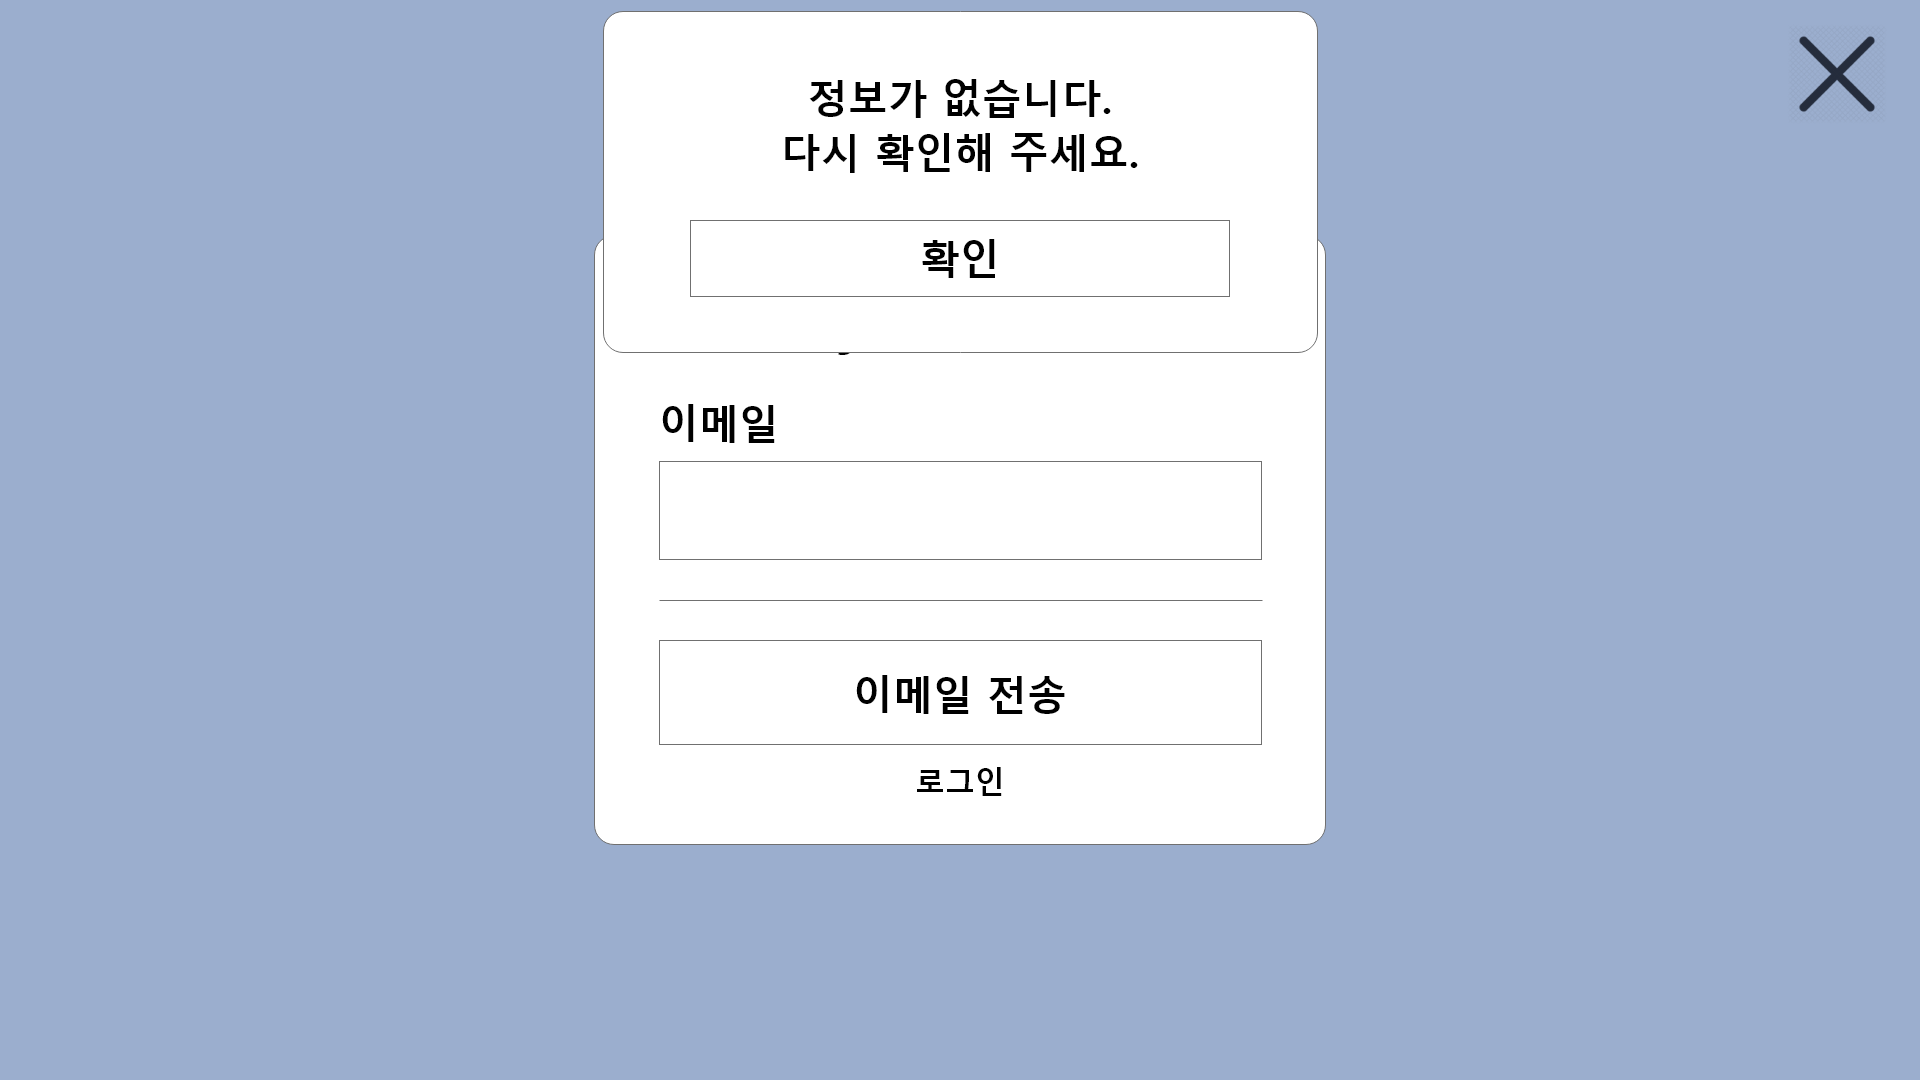 정보가 없습니다.
다시 확인해 주세요.
확인
이메일
이메일 전송
로그인